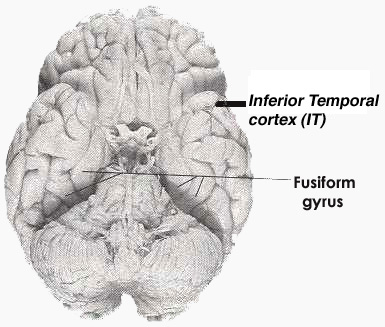 Inferior Temporal
cortex (IT)
Fusiform
gyrus